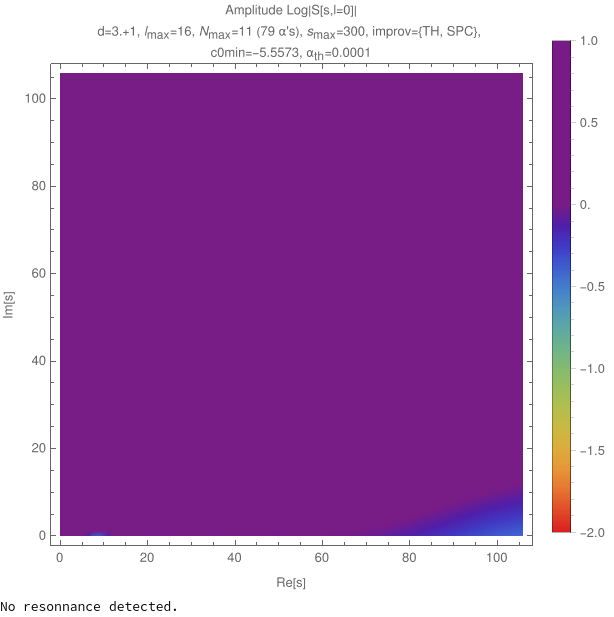 Amplitude Log|S[s,l=0]|
d=3.+1, lmax=16, Nmax=11 (79 α's), smax=300, improv={TH, SPC},
c0min=-5.5573, αth=0.0001
1.0
0.5
0.
-0.5
-1.0
-1.5
-2.0
100
80
60
40
20
0
Im[s]
0 20 40 60 80 100
Re[s]
No resonnance detected.